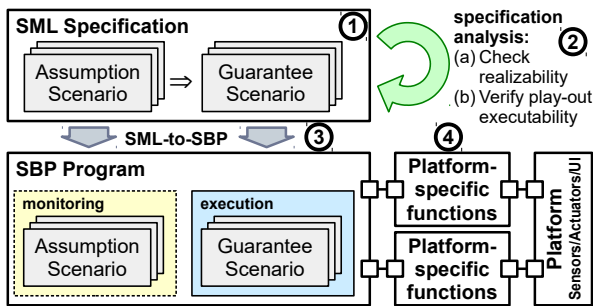 SML Specification
1
Assumption
Scenario
⇒
Guarantee
Scenario
specification
analysis:
2
(a) Check
realizability
(b) Verify play-out
executability
SML-to-SBP
3
4
SBP Program
monitoring
Assumption
Scenario
execution
Guarantee
Scenario
Platform-
specific
functions
Platform-
specific
functions
Platform
Sensors/Actuators/UI